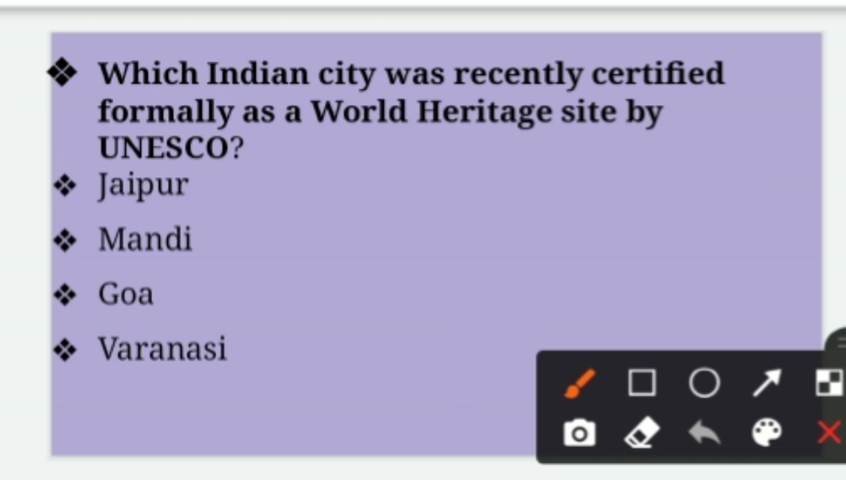 ❖ Which Indian city was recently certified
formally as a World Heritage site by
UNESCO?
❖ Jaipur
❖ Mandi
❖ Goa
❖ Varanasi